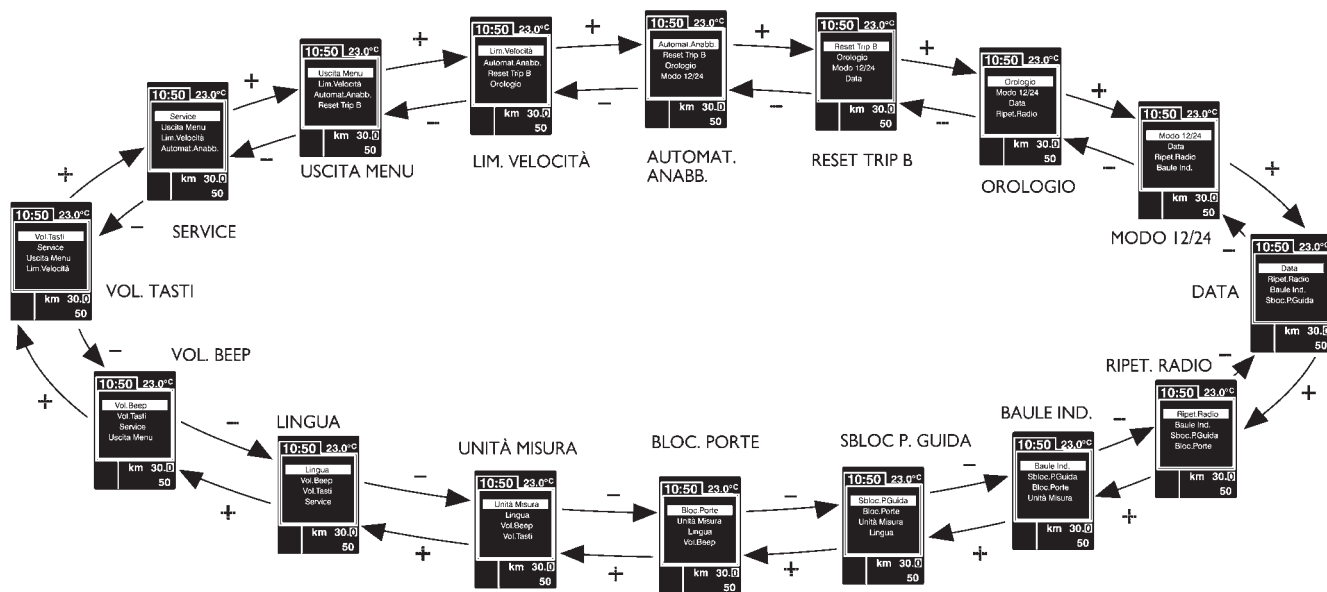 10:50 23.0°C
Service
Uscita Menu
Lim.Velocità
Automat.Anabb.
km 30.0
50
SERVICE
+
−
10:50 23.0°C
Uscita Menu
Lim.Velocità
Automat.Anabb.
Reset Trip B
km 30.0
50
USCITA MENU
+
−
10:50 23.0°C
Lim.Velocità
Automat.Anabb.
Reset Trip B
Orologio
km 30.0
50
LIM. VELOCITÀ
+
−
10:50 23.0°C
Automat.Anabb.
Reset Trip B
Orologio
Modo 12/24
km 30.0
50
AUTOMAT.
ANABB.
+
−
10:50 23.0°C
Reset Trip B
Orologio
Modo 12/24
Data
km 30.0
50
RESET TRIP B
+
−
10:50 23.0°C
Orologio
Modo 12/24
Data
Ripet.Radio
km 30.0
50
OROLOGIO
+
−
10:50 23.0°C
Modo 12/24
Data
Ripet.Radio
Baule Ind.
km 30.0
50
MODO 12/24
+
−
10:50 23.0°C
Data
Ripet.Radio
Baule Ind.
Sboc.P.Guida
km 30.0
50
DATA
+
−
10:50 23.0°C
Ripet.Radio
Baule Ind.
Sboc.P.Guida
Bloc.Porte
km 30.0
50
RIPET. RADIO
+
−
10:50 23.0°C
Baule Ind.
Sbloc.P.Guida
Bloc.Porte
Unità Misura
km 30.0
50
BAULE IND.
+
−
10:50 23.0°C
Sbloc.P.Guida
Bloc.Porte
Unità Misura
Lingua
km 30.0
50
SBLOC P. GUIDA
+
−
10:50 23.0°C
Bloc.Porte
Unità Misura
Lingua
Vol.Beep
km 30.0
50
BLOC. PORTE
+
−
10:50 23.0°C
Unità Misura
Lingua
Vol.Beep
Vol.Tasti
km 30.0
50
UNITÀ MISURA
+
−
10:50 23.0°C
Lingua
Vol.Beep
Vol.Tasti
Service
km 30.0
50
LINGUA
+
−
10:50 23.0°C
Vol.Beep
Vol.Tasti
Service
Uscita Menu
km 30.0
50
VOL. BEEP
+
−
10:50 23.0°C
Vol.Tasti
Service
Uscita Menu
Lim.Velocità
km 30.0
50
VOL. TASTI
+
−